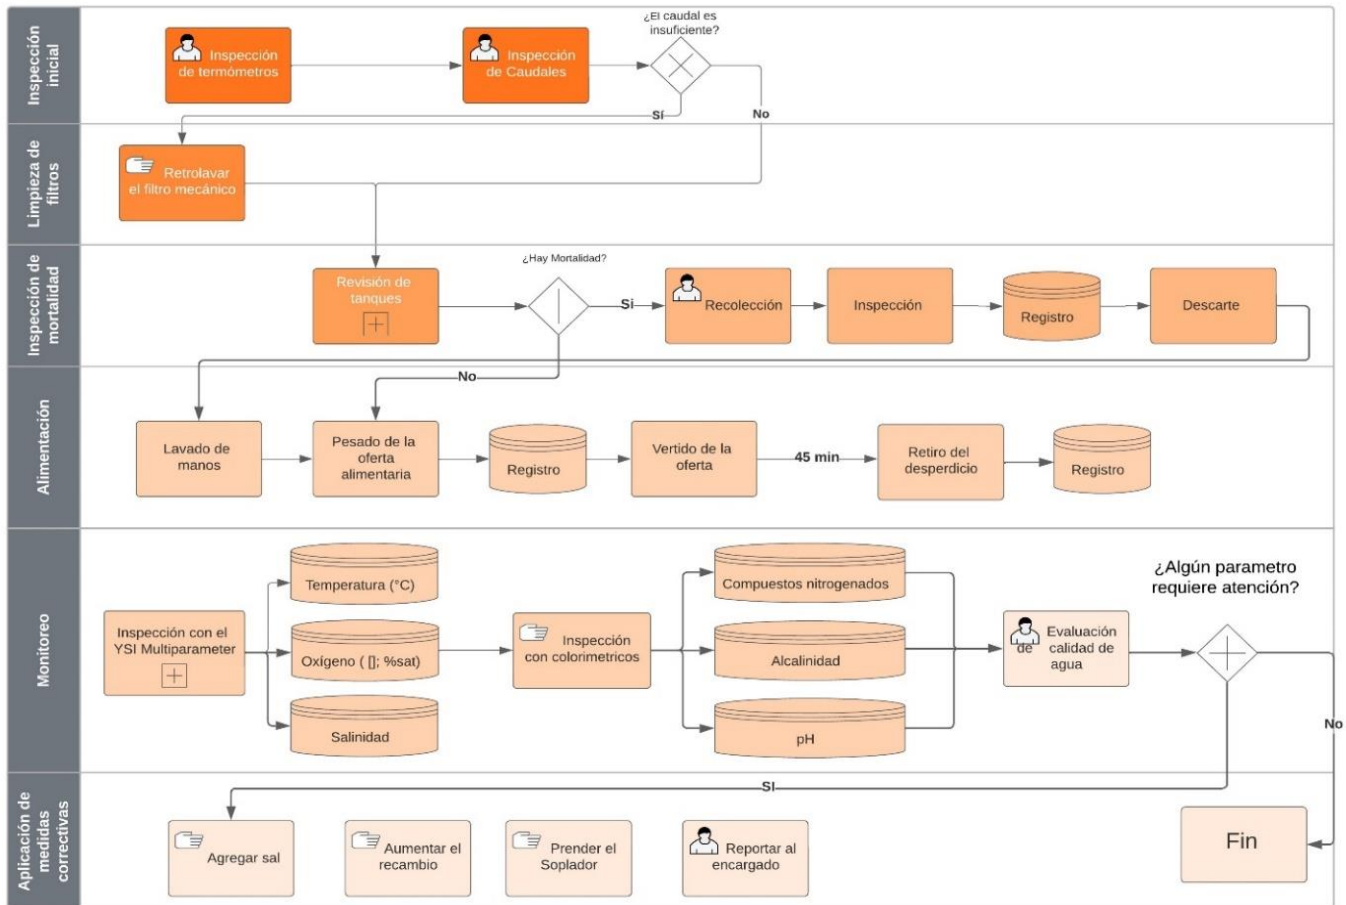 Inspección
inicial
¿El caudal es
insuficiente?
Inspección
de termómetros
Inspección
de Caudales
Sí
No
Limpieza de
filtros
Retrolavar
el filtro mecánico
Inspección de
mortalidad
¿Hay Mortalidad?
Revisión de
tanques
Si
Recolección
Inspección
Registro
Descarte
No
Alimentación
Lavado de
manos
Pesado de la
oferta
alimentaria
Registro
Vertido de la
oferta
45 min
Retiro del
desperdicio
Registro
Monitoreo
Inspección con el
YSI Multiparameter
Temperatura (°C)
Oxígeno ( []; %sat)
Salinidad
Inspección
con colorimetricos
Compuestos nitrogenados
Alcalinidad
pH
Evaluación
de calidad de
agua
¿Algún parametro
requiere atención?
No
SI
Aplicación de
medidas
correctivas
Agregar sal
Aumentar el
recambio
Prender el
Soplador
Reportar al
encargado
Fin